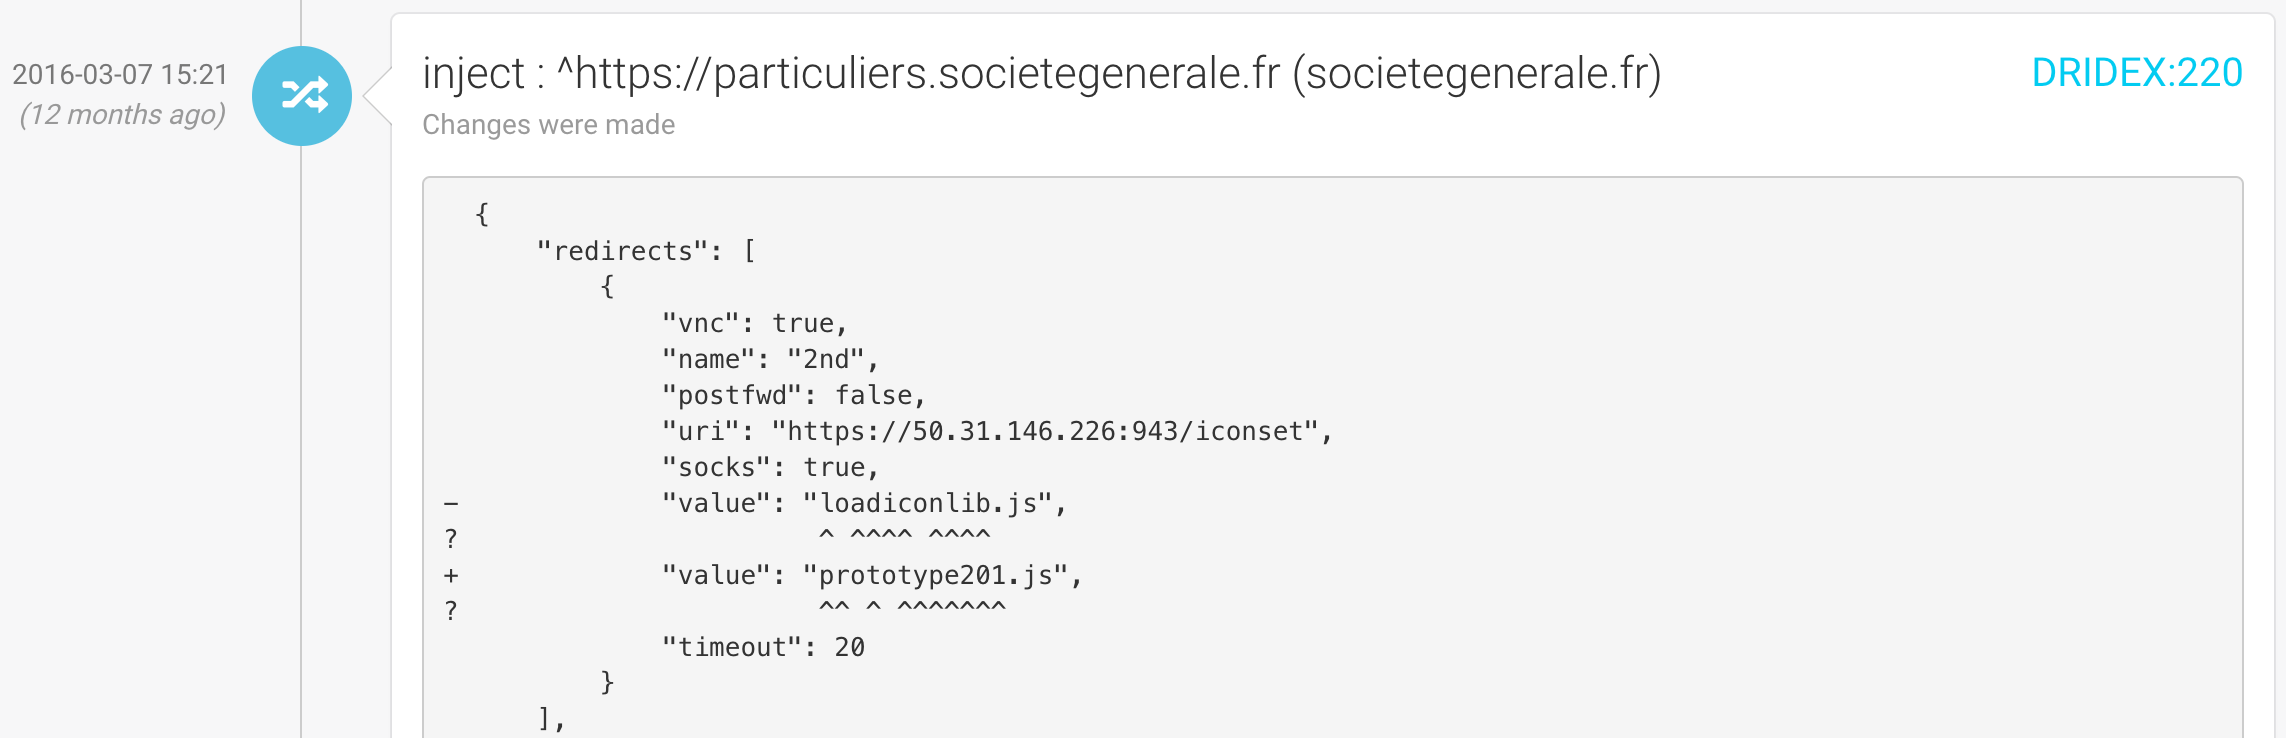 2016-03-07 15:21
(12 months ago)
inject : ^https://particuliers.societegenerale.fr (societegenerale.fr)
DRIDEX:220
Changes were made
{
    "redirects": [
        {
            "vnc": true,
            "name": "2nd",
            "postfwd": false,
            "uri": "https://50.31.146.226:943/iconset",
            "socks": true,
-             "value": "loadiconlib.js",
?                       ^ ^^^^ ^^^^
+             "value": "prototype201.js",
?                       ^^ ^ ^^^^^^^
            "timeout": 20
        }
    ],